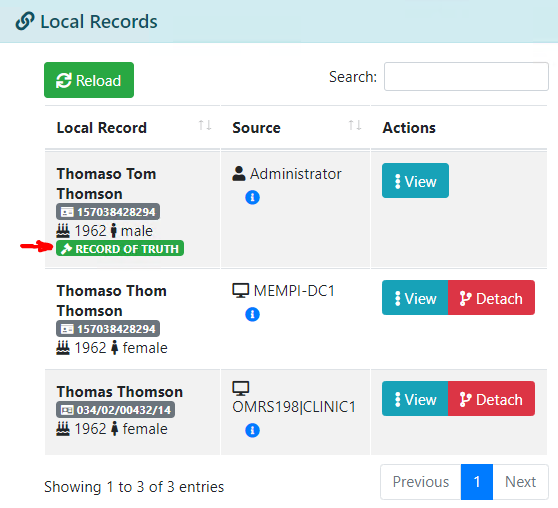 Local Records
Reload
Search:
Local Record Source Actions
Thomaso Tom
Thomson
157038428294
1962 male
RECORD OF TRUTH
Administrator
View
Thomaso Thom
Thomson
157038428294
1962 female
MEMPI-DC1
View Detach
Thomas Thomson
034/02/00432/14
1962 female
OMRS198|CLINIC1
View Detach
Showing 1 to 3 of 3 entries
Previous 1 Next